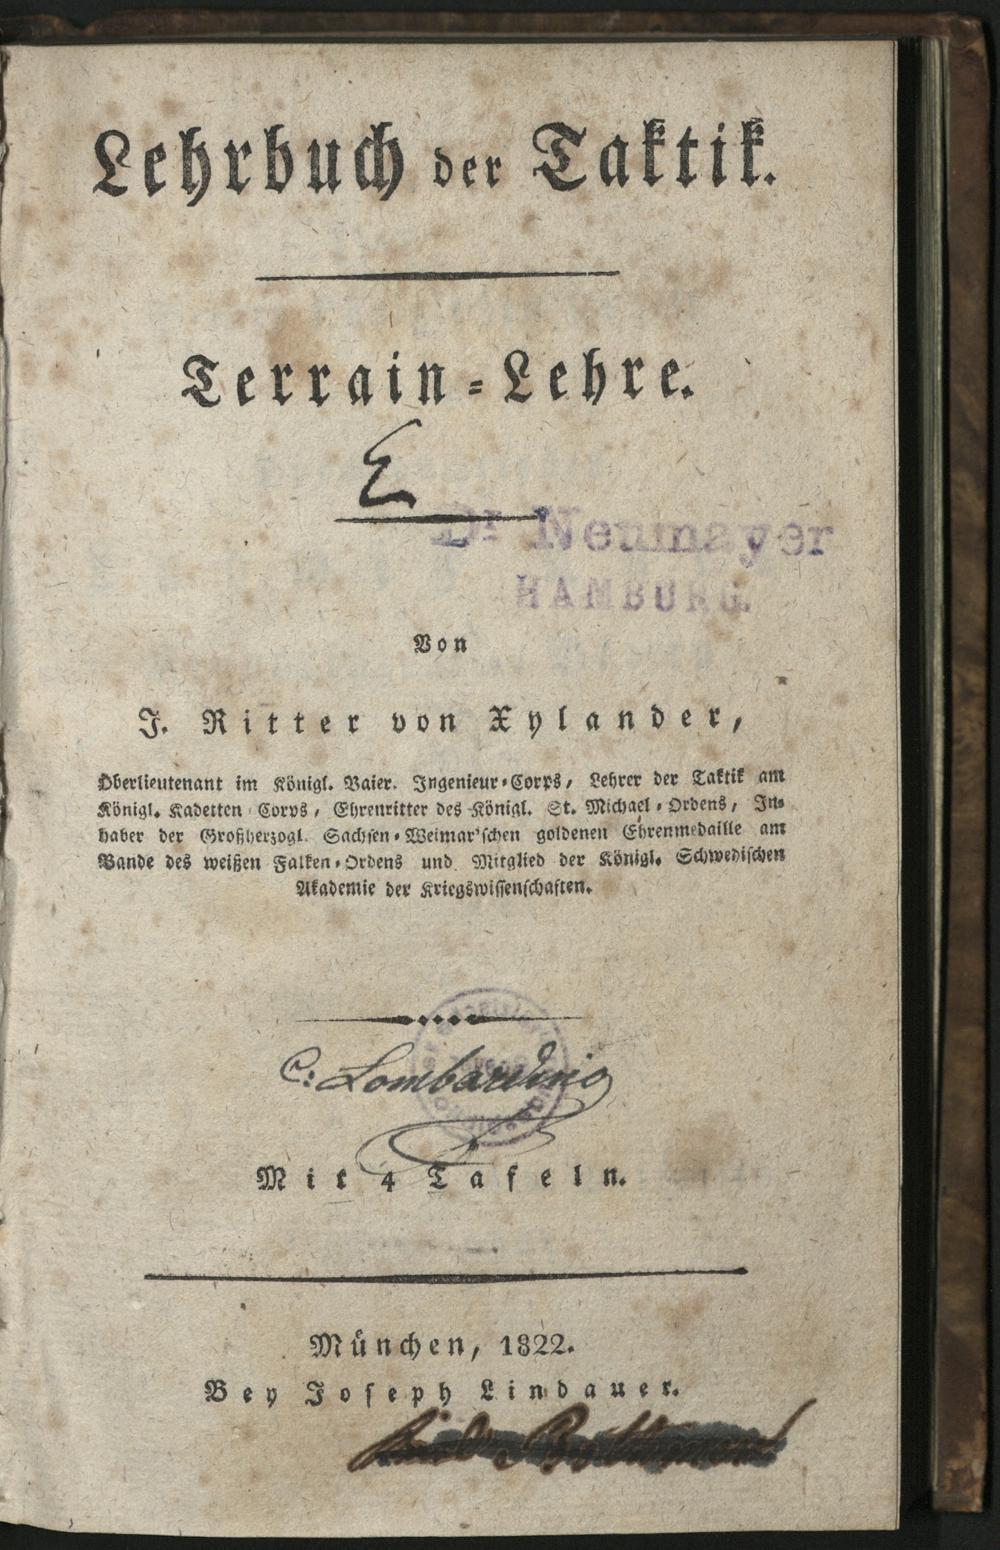 Lehrbuch der Taktik.
Terrain-Lehre.
E
Dr Neumayer
HAMBURG.
Von
J. Ritter von Xylander,
Oberlieutenant im Königl. Baier. Ingenieur-Corps, Lehrer der Taktik am
Königl. Kadetten Corps, Ehrenritter des Königl. St. Michael-Ordens, In-
haber der Großherzogl. Sachsen-Weimar'schen goldenen Ehrenmedaille am
Bande des weißen Falken-Ordens und Mitglied der Königl. Schwedischen
Akademie der Kriegswissenschaften.
C: Lombardino
Mit 4 Tafeln.
München, 1822.
Bey Joseph Lindauer.